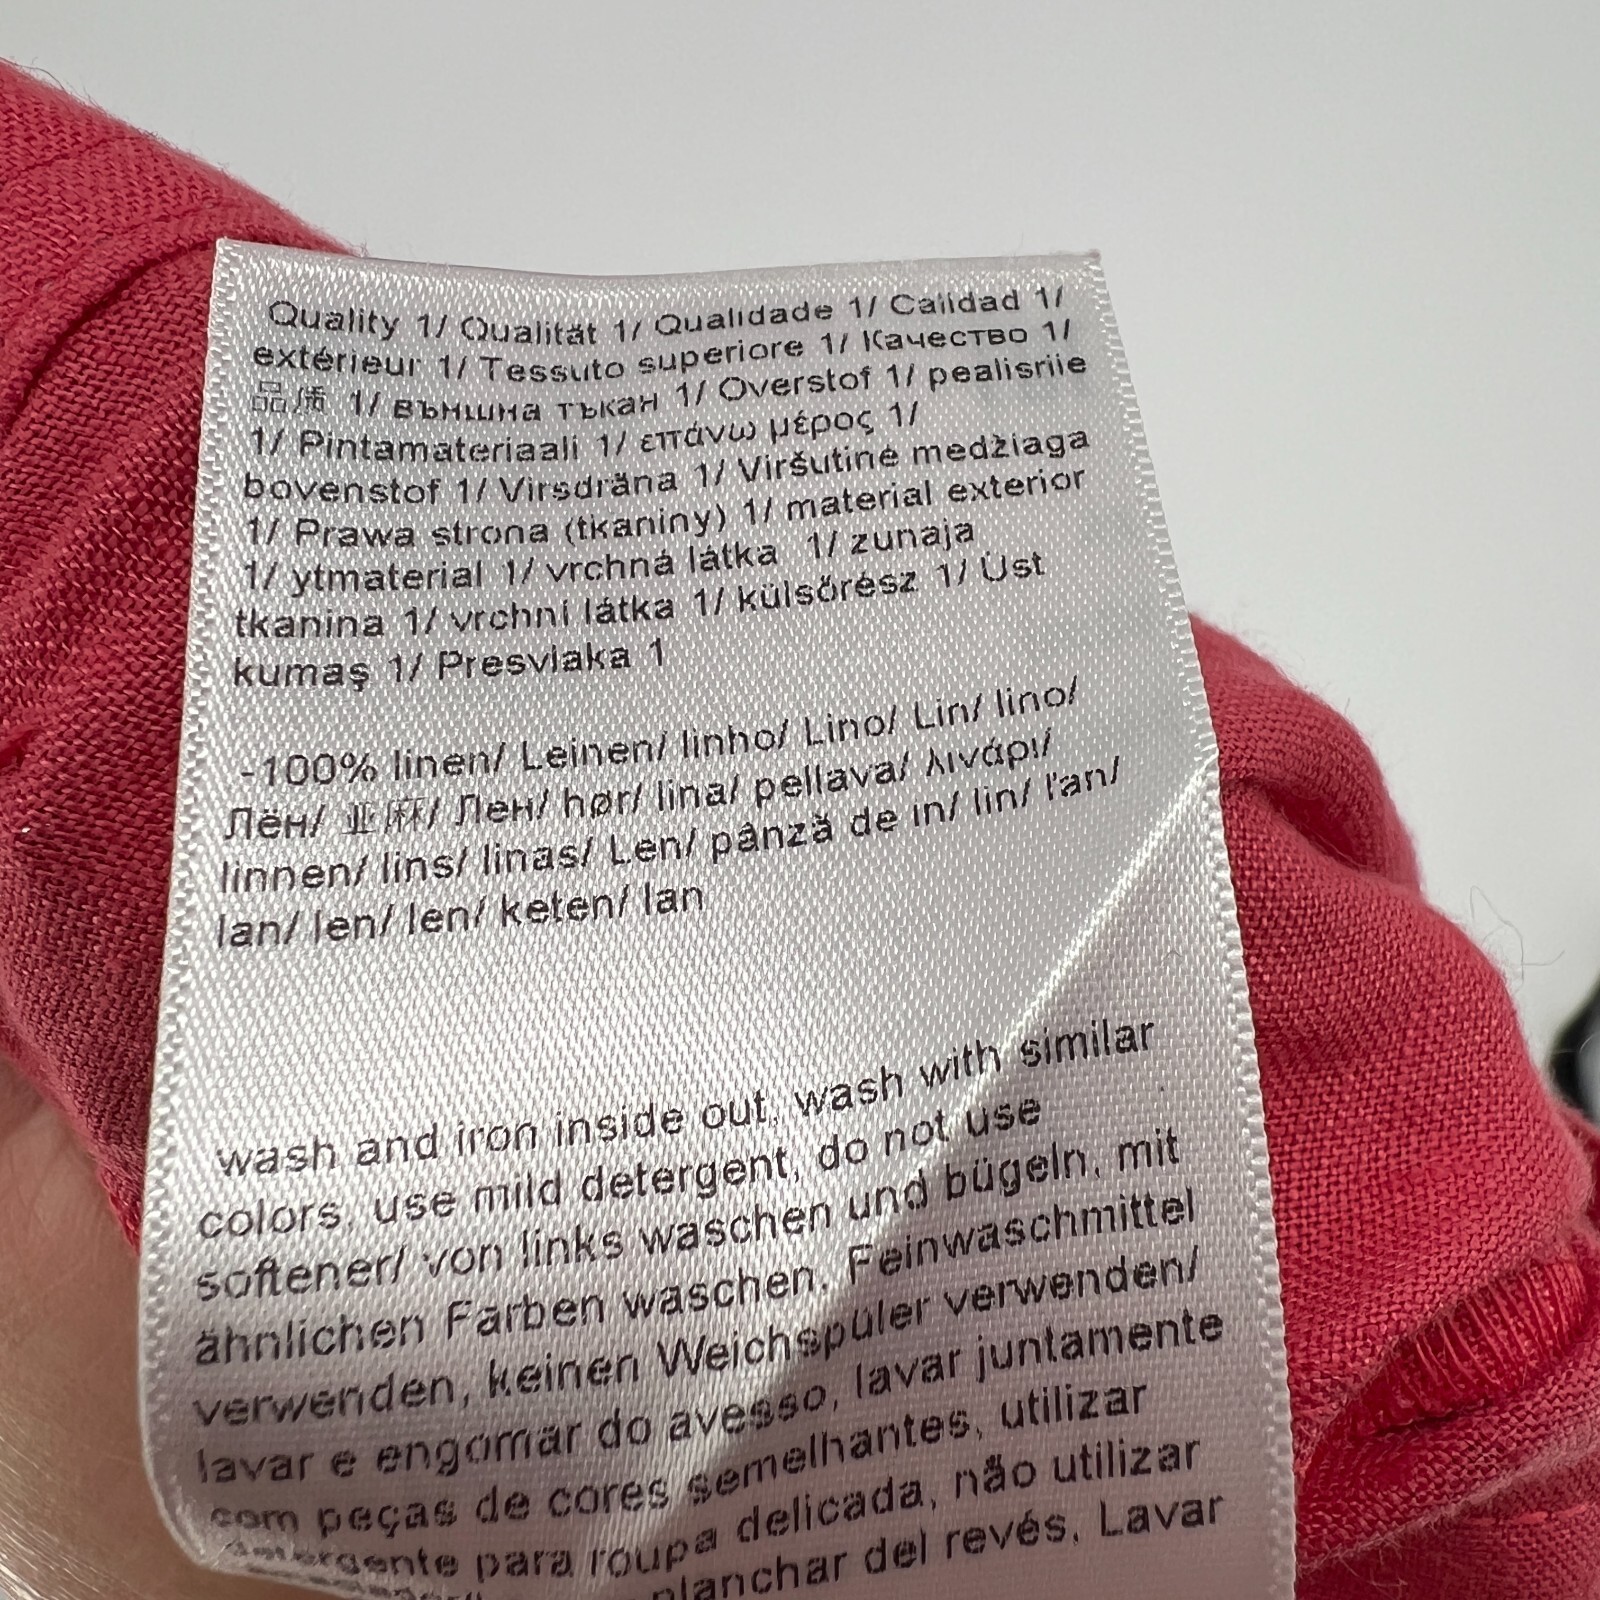 Quality 1/ Qualität 1/ Qualidade 1/ Calidad 1/
extérieur 1/ Tessuto superiore 1/ Качество 1/
品质 1/ външна тъкан 1/ Overstof 1/ pealisriie
1/ Pintamateriaali 1/ επάνω μέρος 1/
bovenstof 1/ Virsdrāna 1/ Viršutinė medžiaga
1/ Prawa strona (tkaniny) 1/ material exterior
1/ ytmaterial 1/ vrchná látka 1/ zunaja
tkanina 1/ vrchní látka 1/ külsőrész 1/ Üst
kumaş 1/ Presvlaka 1
-100% linen/ Leinen/ linho/ Lino/ Lin/ lino/
Лён/ 亚麻/ Лен/ hør/ lina/ pellava/ λινάρι/
linnen/ lins/ linas/ Len/ pânză de in/ lin/ ľan/
lan/ len/ len/ keten/ lan
wash and iron inside out, wash with similar
colors, use mild detergent, do not use
softener/ von links waschen und bügeln, mit
ähnlichen Farben waschen, Feinwaschmittel
verwenden, keinen Weichspüler verwenden/
lavar e engomar do avesso, lavar juntamente
com peças de cores semelhantes, utilizar
detergente para roupa delicada, não utilizar
planchar del revés, Lavar